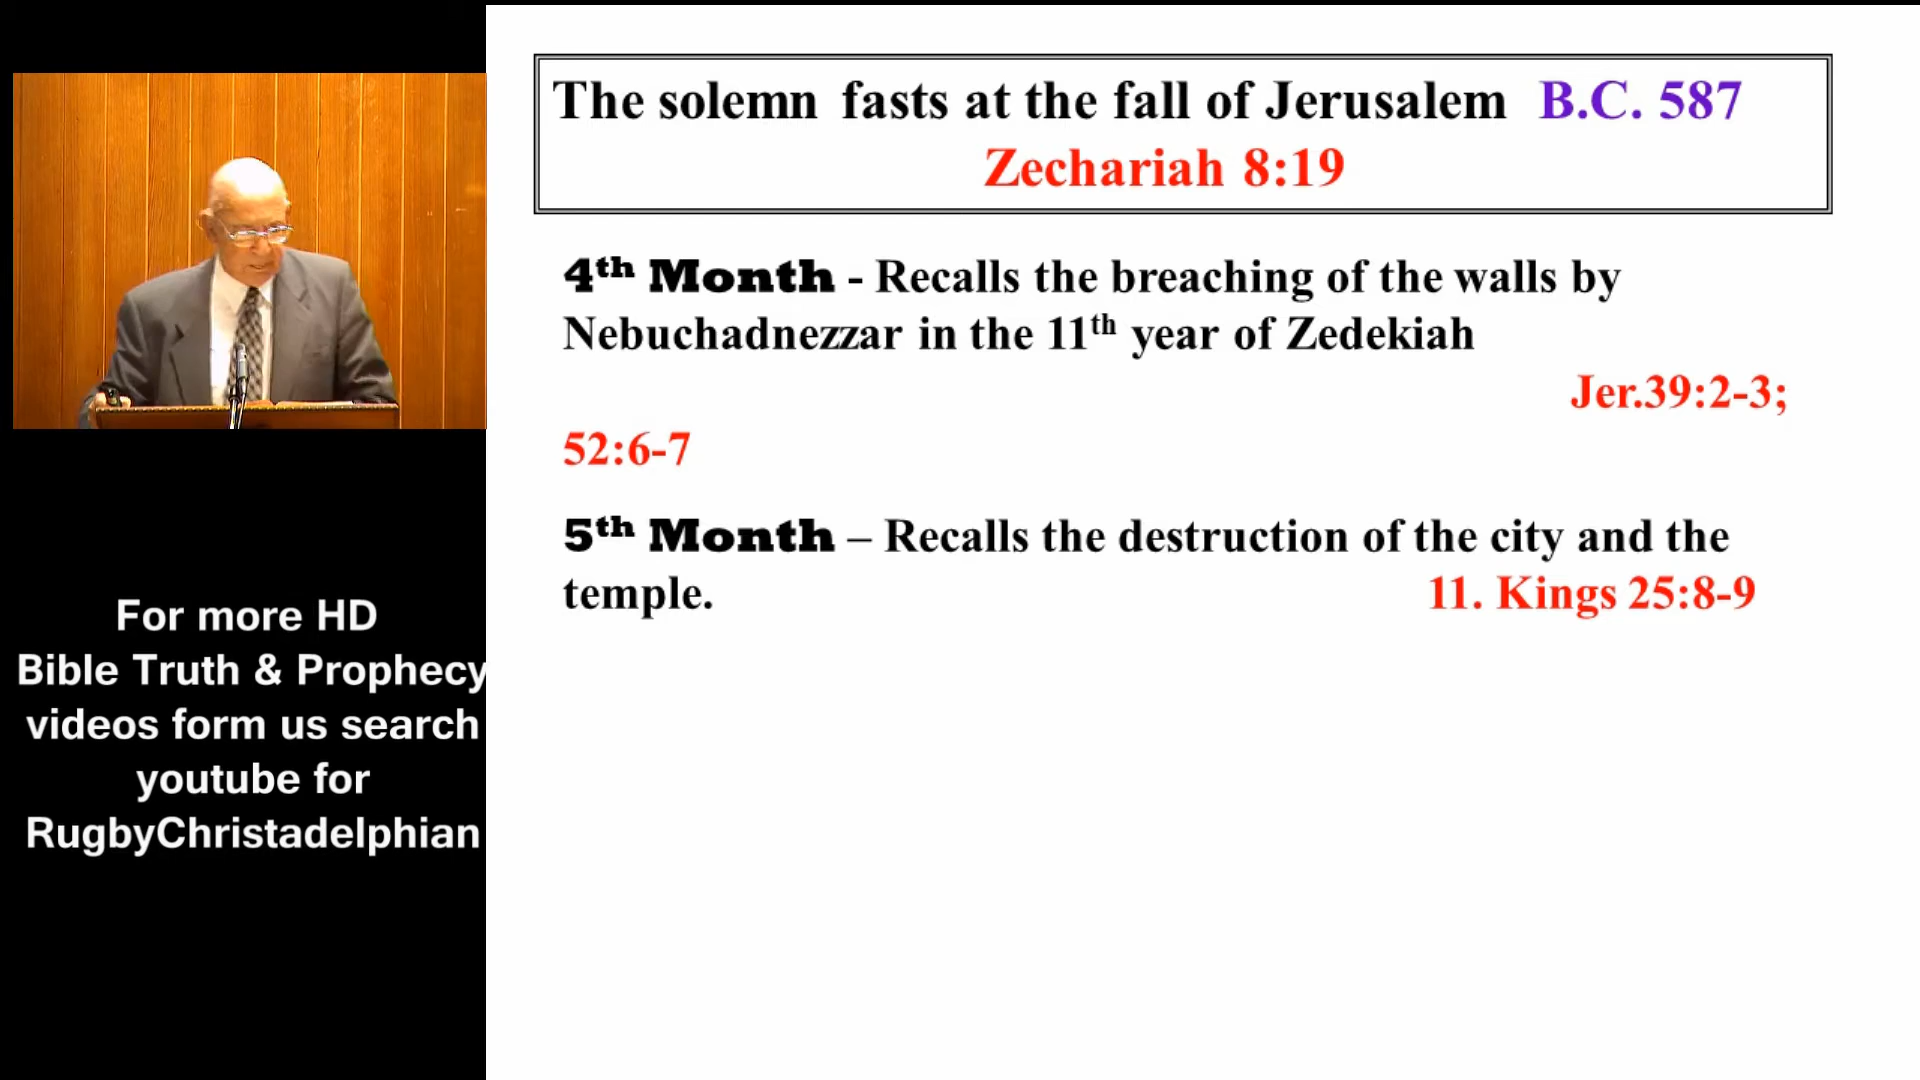 The solemn fasts at the fall of Jerusalem B.C. 587
Zechariah 8:19
4th Month - Recalls the breaching of the walls by
Nebuchadnezzar in the 11th year of Zedekiah
Jer.39:2-3;
52:6-7
5th Month – Recalls the destruction of the city and the
temple. 11. Kings 25:8-9
For more HD
Bible Truth & Prophecy
videos form us search
youtube for
RugbyChristadelphian